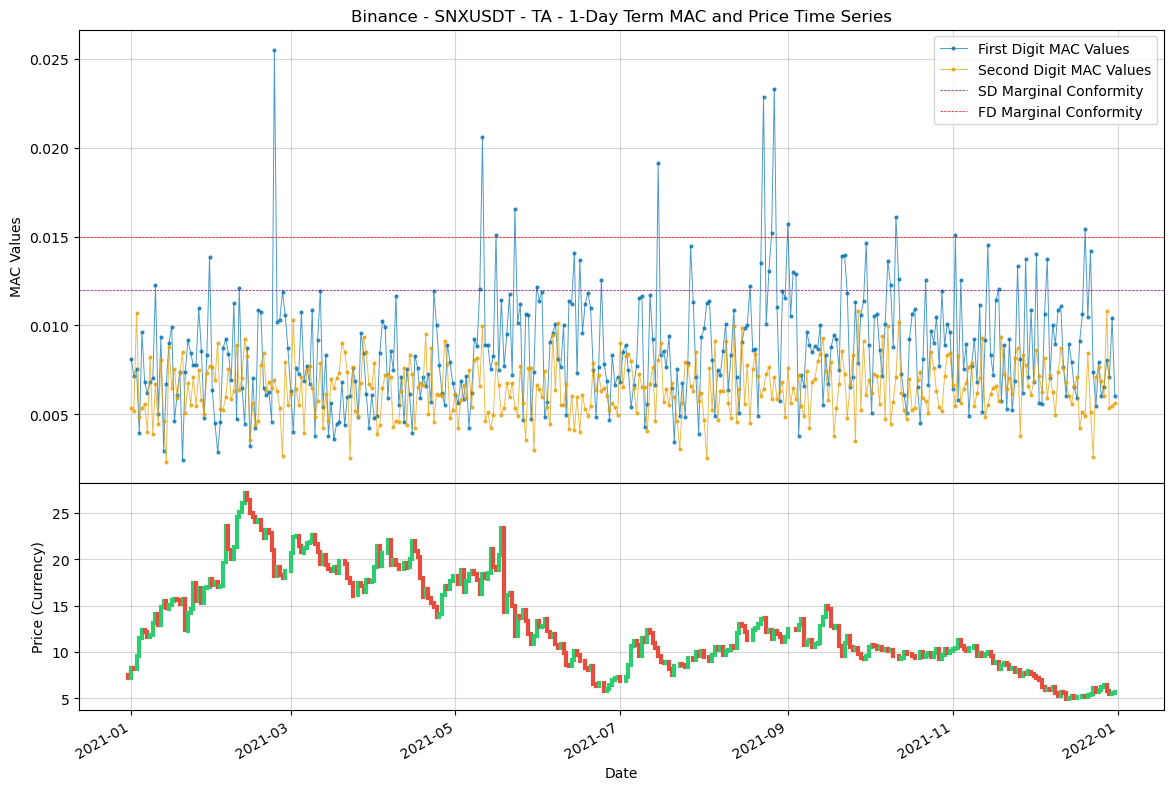 Binance - SNXUSDT - TA - 1-Day Term MAC and Price Time Series
First Digit MAC Values
Second Digit MAC Values
SD Marginal Conformity
FD Marginal Conformity
MAC Values
0.025
0.020
0.015
0.010
0.005
Price (Currency)
25
20
15
10
5
2021-01
2021-03
2021-05
2021-07
2021-09
2021-11
2022-01
Date